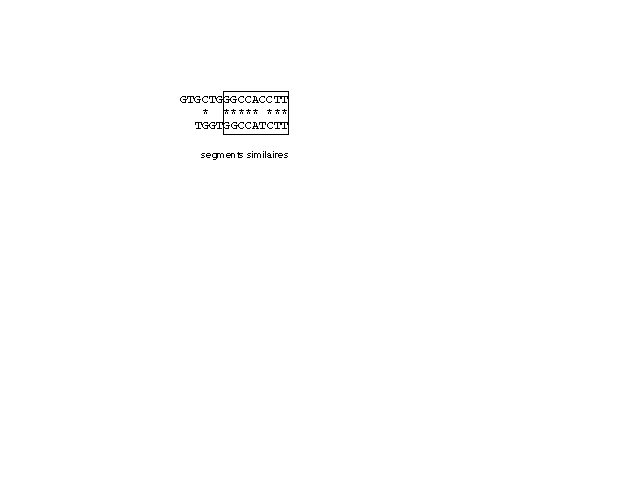 GTGCTGGGCCACCTT
* ***** ***
TGGTGGCCATCTT
segments similaires